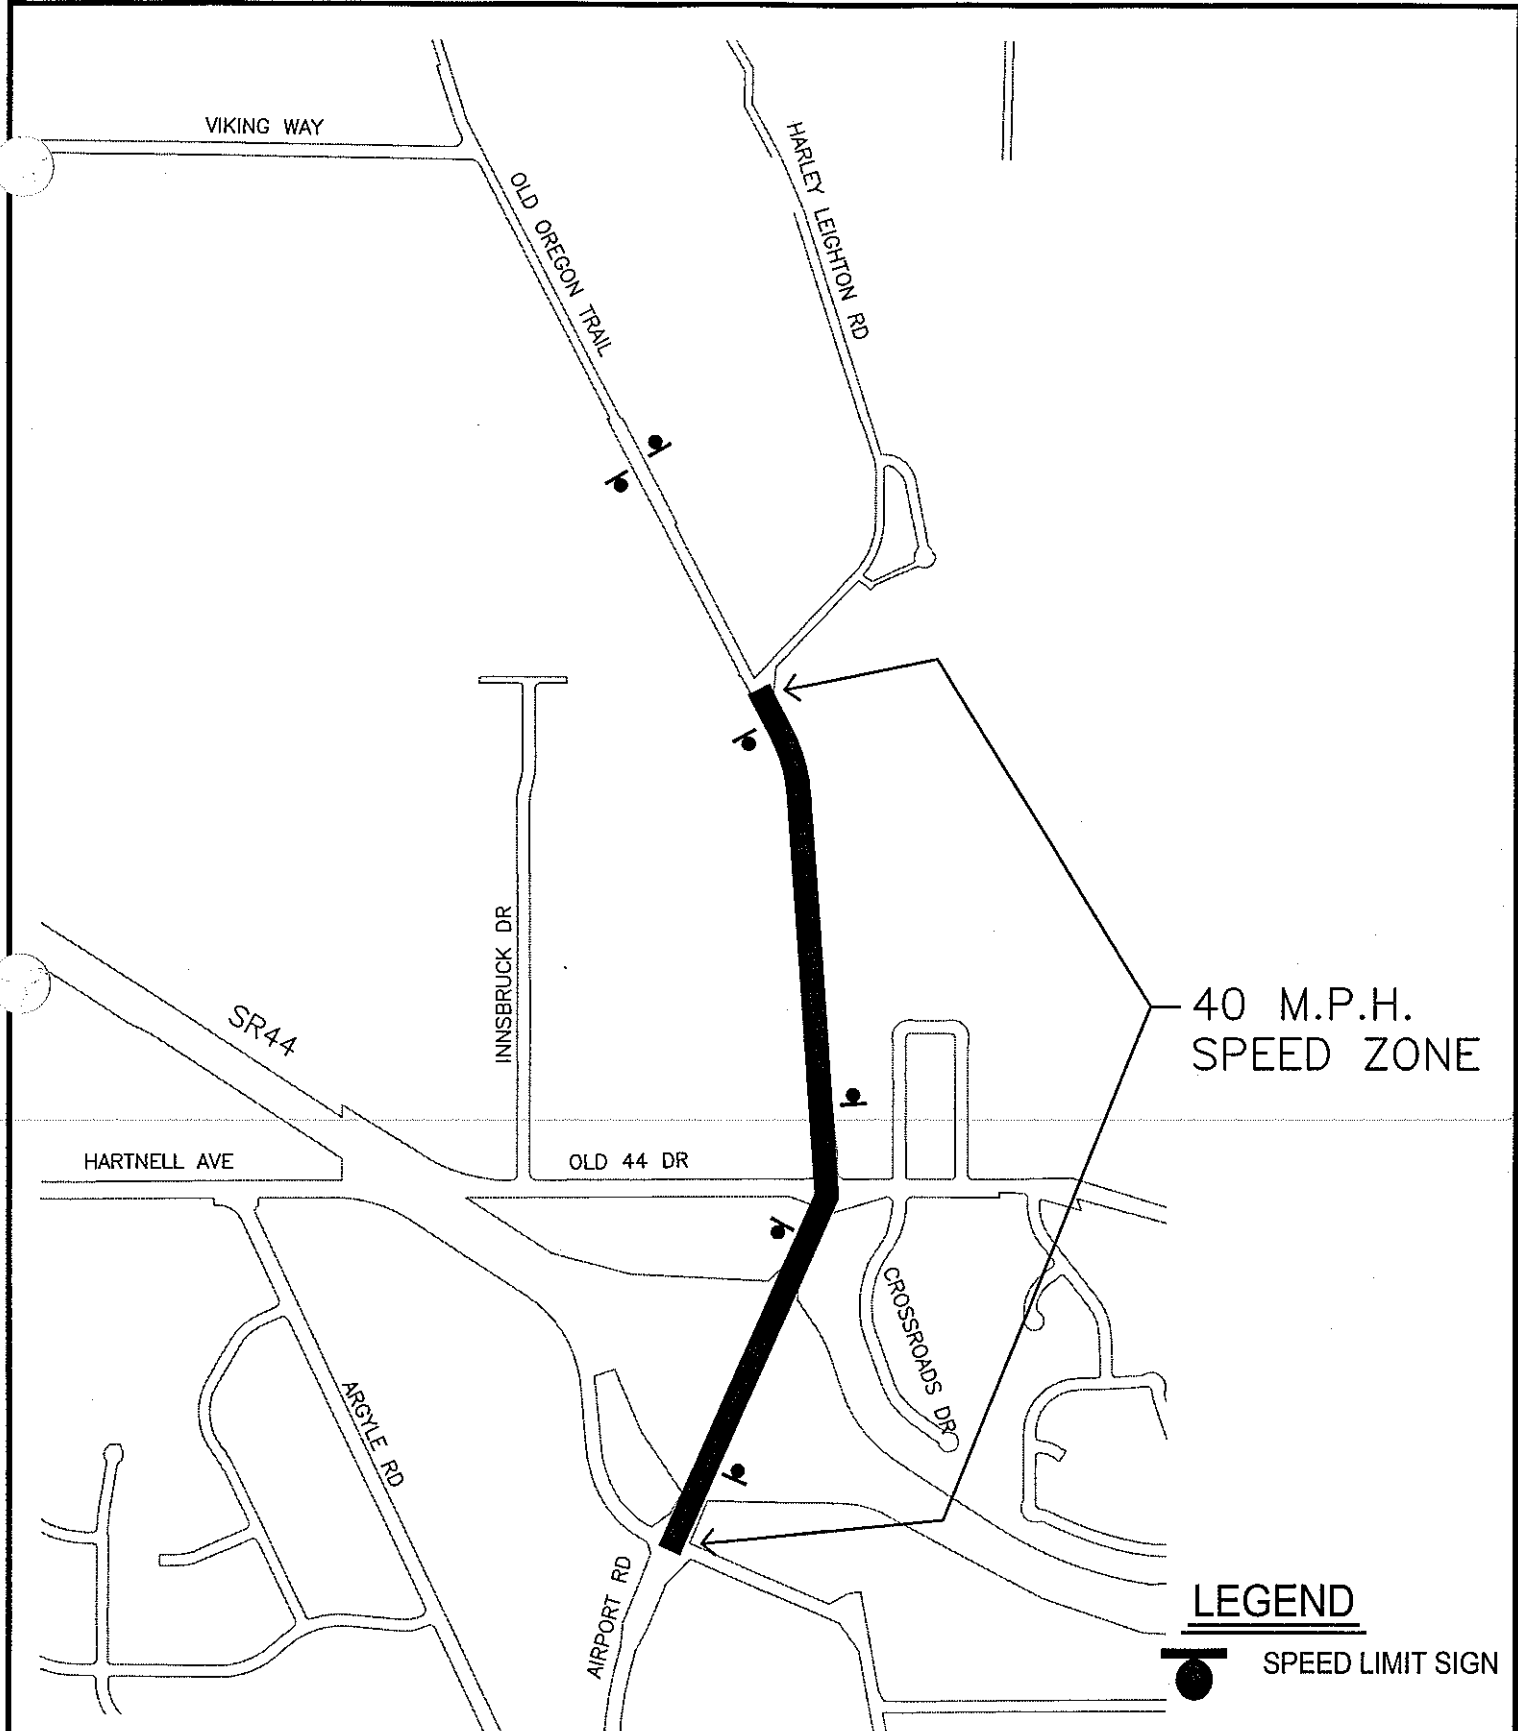 VIKING WAY
OLD OREGON TRAIL
HARLEY LEIGHTON RD
INNSBRUCK DR
SR44
40 M.P.H.
SPEED ZONE
HARTNELL AVE
OLD 44 DR
CROSSROADS DR
ARGYLE RD
AIRPORT RD
LEGEND
SPEED LIMIT SIGN